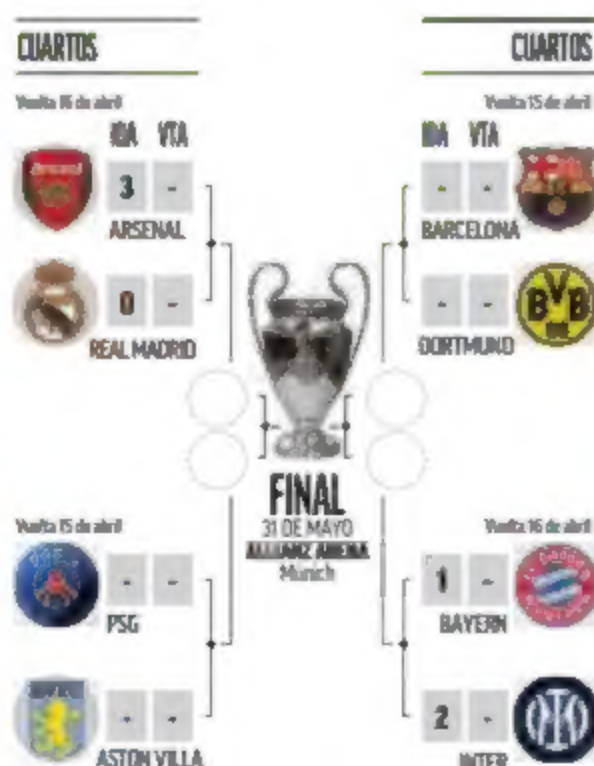 CUARTOS
Vuelta 16 de abril
IDA VTA
3 -
ARSENAL
0 -
REAL MADRID
CUARTOS
Vuelta 15 de abril
IDA VTA
- -
BARCELONA
- -
BVB
DORTMUND
FINAL
31 DE MAYO
ALLIANZ ARENA
Múnich
Vuelta 15 de abril
- -
PSG
- -
ASTON VILLA
Vuelta 16 de abril
1 -
BAYERN
2 -
INTER